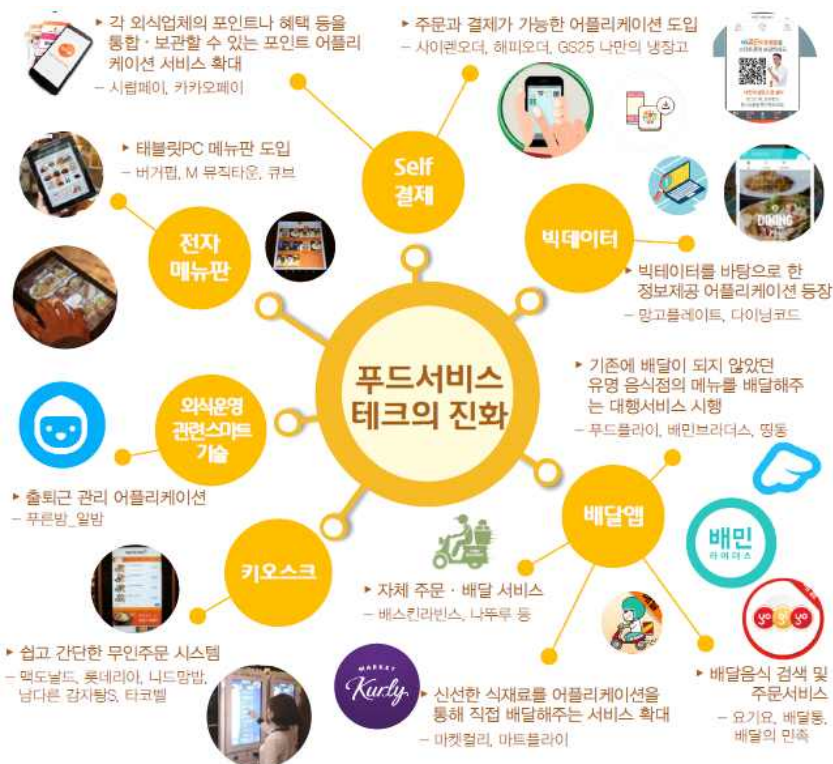 ▸ 각 외식업체의 포인트나 혜택 등을
통합 · 보관할 수 있는 포인트 어플리
케이션 서비스 확대
– 시럽페이, 카카오페이
▸ 주문과 결제가 가능한 어플리케이션 도입
– 사이렌오더, 해피오더, GS25 나만의 냉장고
Self
결제
▸ 태블릿PC 메뉴판 도입
– 버거펍, M 뮤직타운, 큐브
전자
메뉴판
빅데이터
DINING
▸ 빅테이터를 바탕으로 한
정보제공 어플리케이션 등장
– 망고플레이트, 다이닝코드
푸드서비스
테크의 진화
▸ 기존에 배달이 되지 않았던
유명 음식점의 메뉴를 배달해주
는 대행서비스 시행
– 푸드플라이, 배민브라더스, 띵동
외식운영
관련스마트
기술
▸ 출퇴근 관리 어플리케이션
– 푸른밤_알밤
배달앱
배민
라이더스
키오스크
▸ 자체 주문 · 배달 서비스
– 배스킨라빈스, 나뚜루 등
yo gi yo
▸ 쉽고 간단한 무인주문 시스템
– 맥도날드, 롯데리아, 니드맘밥,
남다른 감자탕S, 타코벨
MARKET
Kurly
▸ 신선한 식재료를 어플리케이션을
통해 직접 배달해주는 서비스 확대
– 마켓컬리, 마트플라이
▸ 배달음식 검색 및
주문서비스
– 요기요, 배달통,
배달의 민족